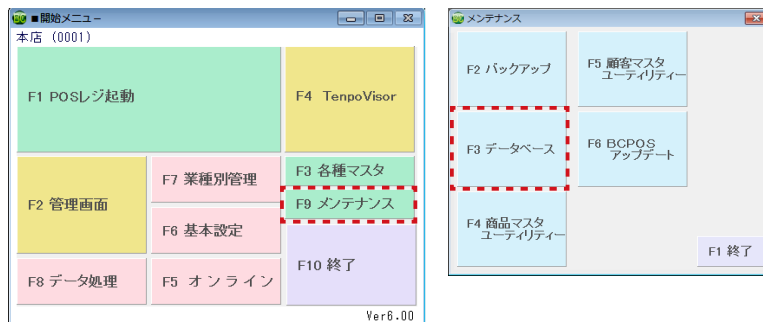 ■開始メニュー
本店 (0001)
F1 POSレジ起動
F4 TenpoVisor
F2 管理画面
F7 業種別管理
F3 各種マスタ
F9 メンテナンス
F6 基本設定
F10 終了
F8 データ処理
F5 オンライン
Ver6.00
メンテナンス
F2 バックアップ
F5 顧客マスタ
ユーティリティー
F3 データベース
F6 BCPOS
アップデート
F4 商品マスタ
ユーティリティー
F1 終了